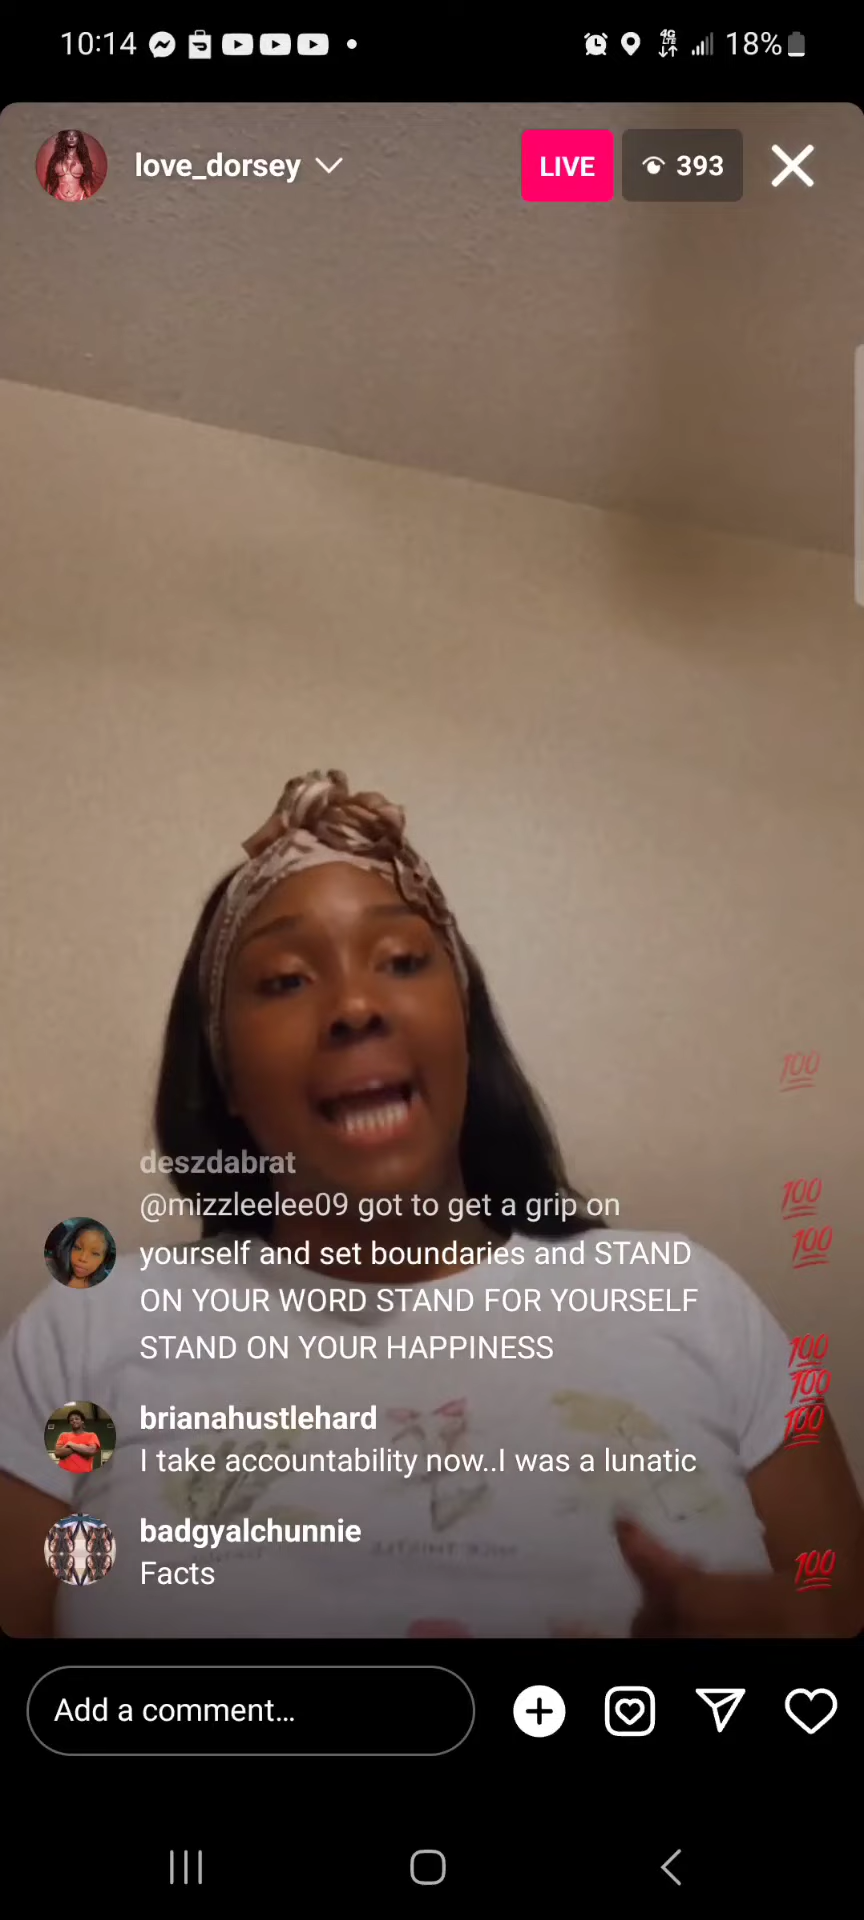 10:14 4G LTE 18%
love_dorsey LIVE 393
deszdabrat
@mizzleelee09 got to get a grip on
yourself and set boundaries and STAND
ON YOUR WORD STAND FOR YOURSELF
STAND ON YOUR HAPPINESS
brianahustlehard
I take accountability now..I was a lunatic
badgyalchunnie
Facts
💯
💯
💯
💯
💯
💯
💯
Add a comment...